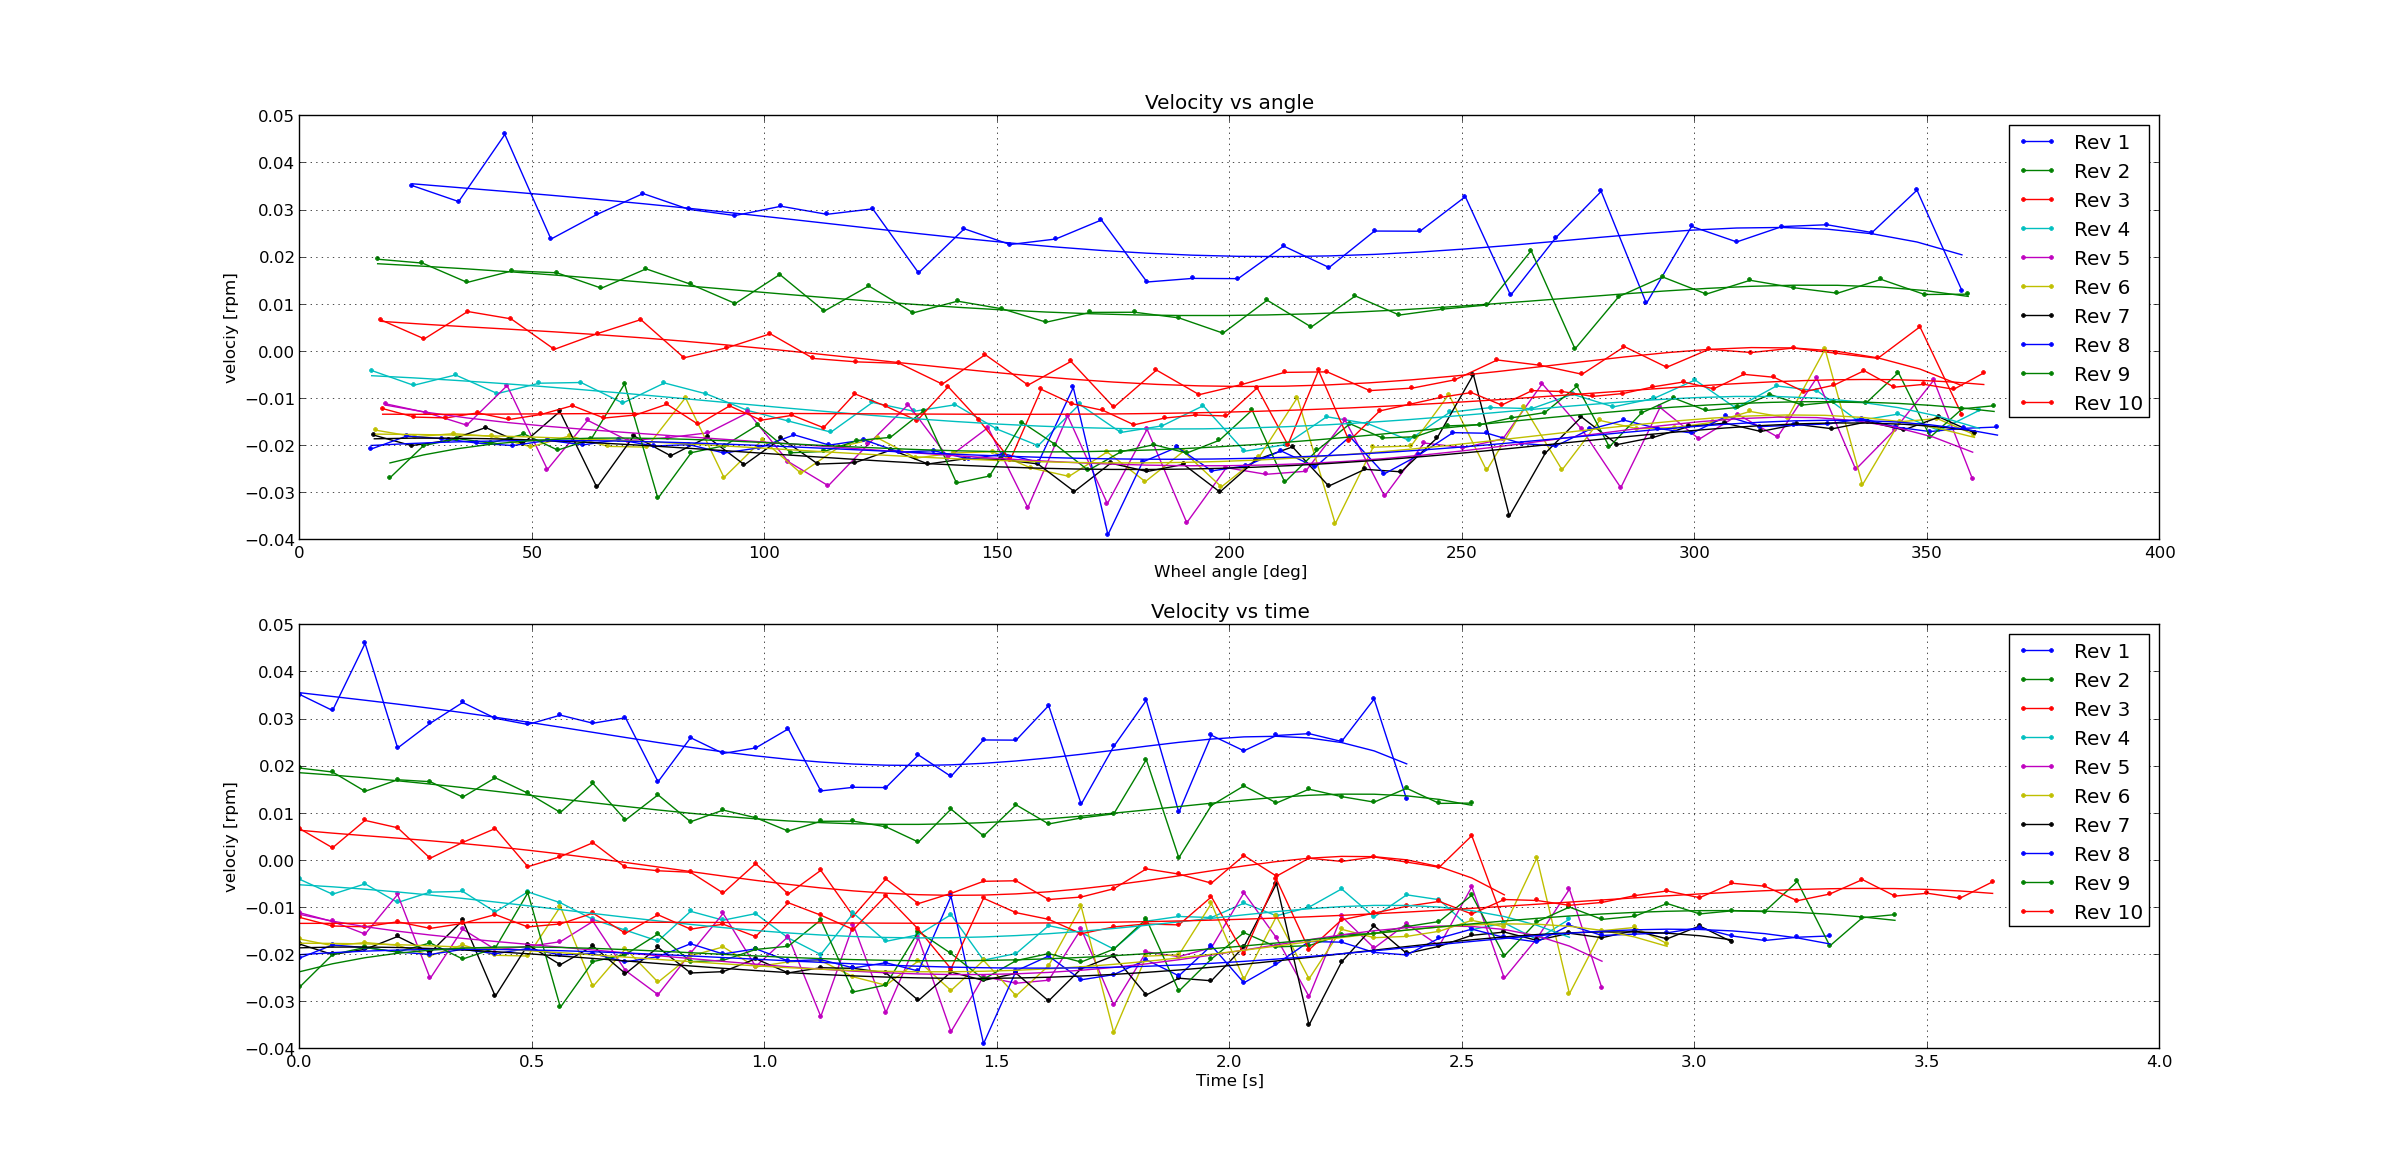 Velocity vs angle
0.05
0.04
0.03
0.02
0.01
0.00
−0.01
−0.02
−0.03
−0.04
velociy [rpm]
0 50 100 150 200 250 300 350 400
Wheel angle [deg]
Rev 1
Rev 2
Rev 3
Rev 4
Rev 5
Rev 6
Rev 7
Rev 8
Rev 9
Rev 10
Velocity vs time
0.05
0.04
0.03
0.02
0.01
0.00
−0.01
−0.02
−0.03
−0.04
velociy [rpm]
0.0 0.5 1.0 1.5 2.0 2.5 3.0 3.5 4.0
Time [s]
Rev 1
Rev 2
Rev 3
Rev 4
Rev 5
Rev 6
Rev 7
Rev 8
Rev 9
Rev 10